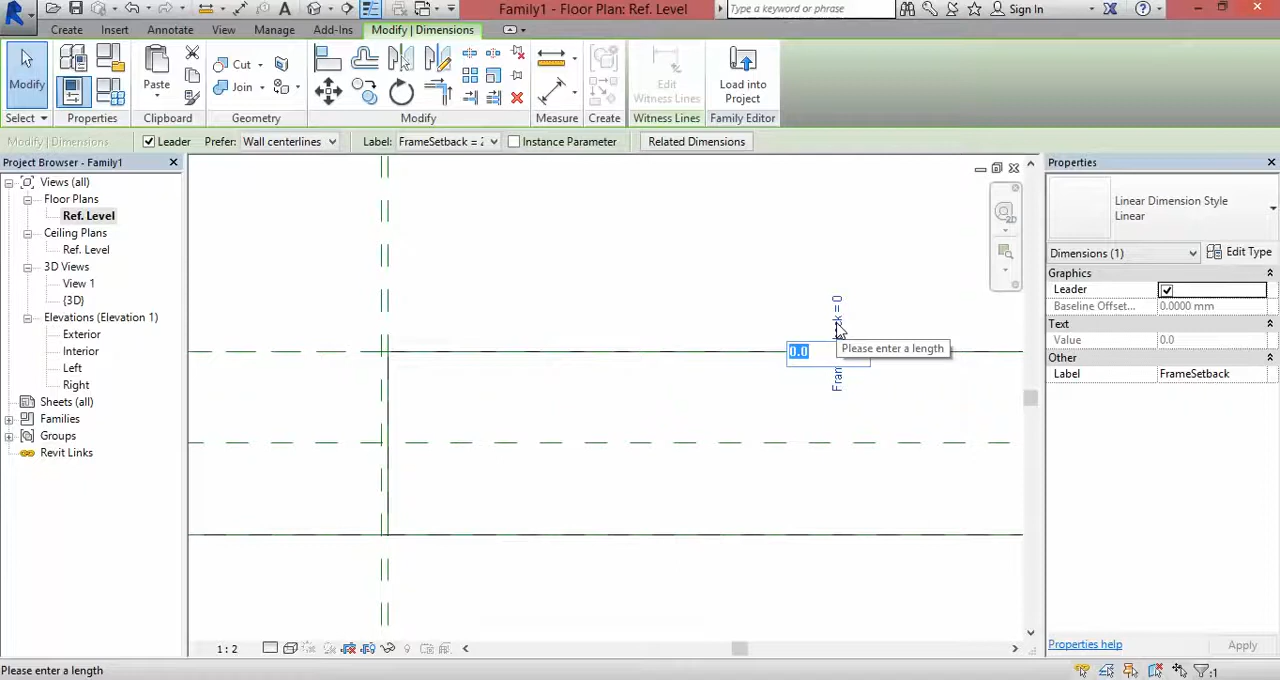 Family1 - Floor Plan: Ref. Level
Type a keyword or phrase
Sign In
Create
Insert
Annotate
View
Manage
Add-Ins
Modify | Dimensions
Modify
Cut
Join
Paste
Edit
Witness Lines
Load into
Project
Select
Properties
Clipboard
Geometry
Modify
Measure
Create
Witness Lines
Family Editor
Modify | Dimensions
Leader
Prefer:
Wall centerlines
Label:
FrameSetback = 2
Instance Parameter
Related Dimensions
Project Browser - Family1
Views (all)
Floor Plans
Ref. Level
Ceiling Plans
Ref. Level
3D Views
View 1
{3D}
Elevations (Elevation 1)
Exterior
Interior
Left
Right
Sheets (all)
Families
Groups
Revit Links
2D
0.0
Please enter a length
Properties
Linear Dimension Style
Linear
Dimensions (1)
Edit Type
Graphics
Leader
Baseline Offset... 0.0000 mm
Text
Value 0.0
Other
Label FrameSetback
Properties help
Apply
1 : 2
Please enter a length
:1